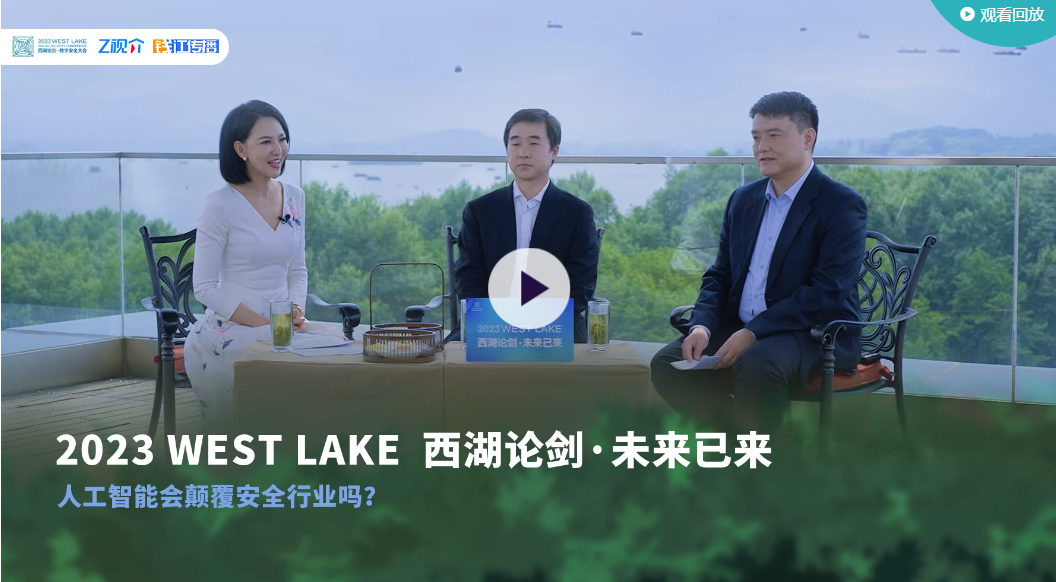 观看回放
2023 WEST LAKE
西湖论剑·数字安全大会
Z视介
钱江传播
2023 WEST LAKE
西湖论剑·未来已来
2023 WEST LAKE 西湖论剑·未来已来
人工智能会颠覆安全行业吗?